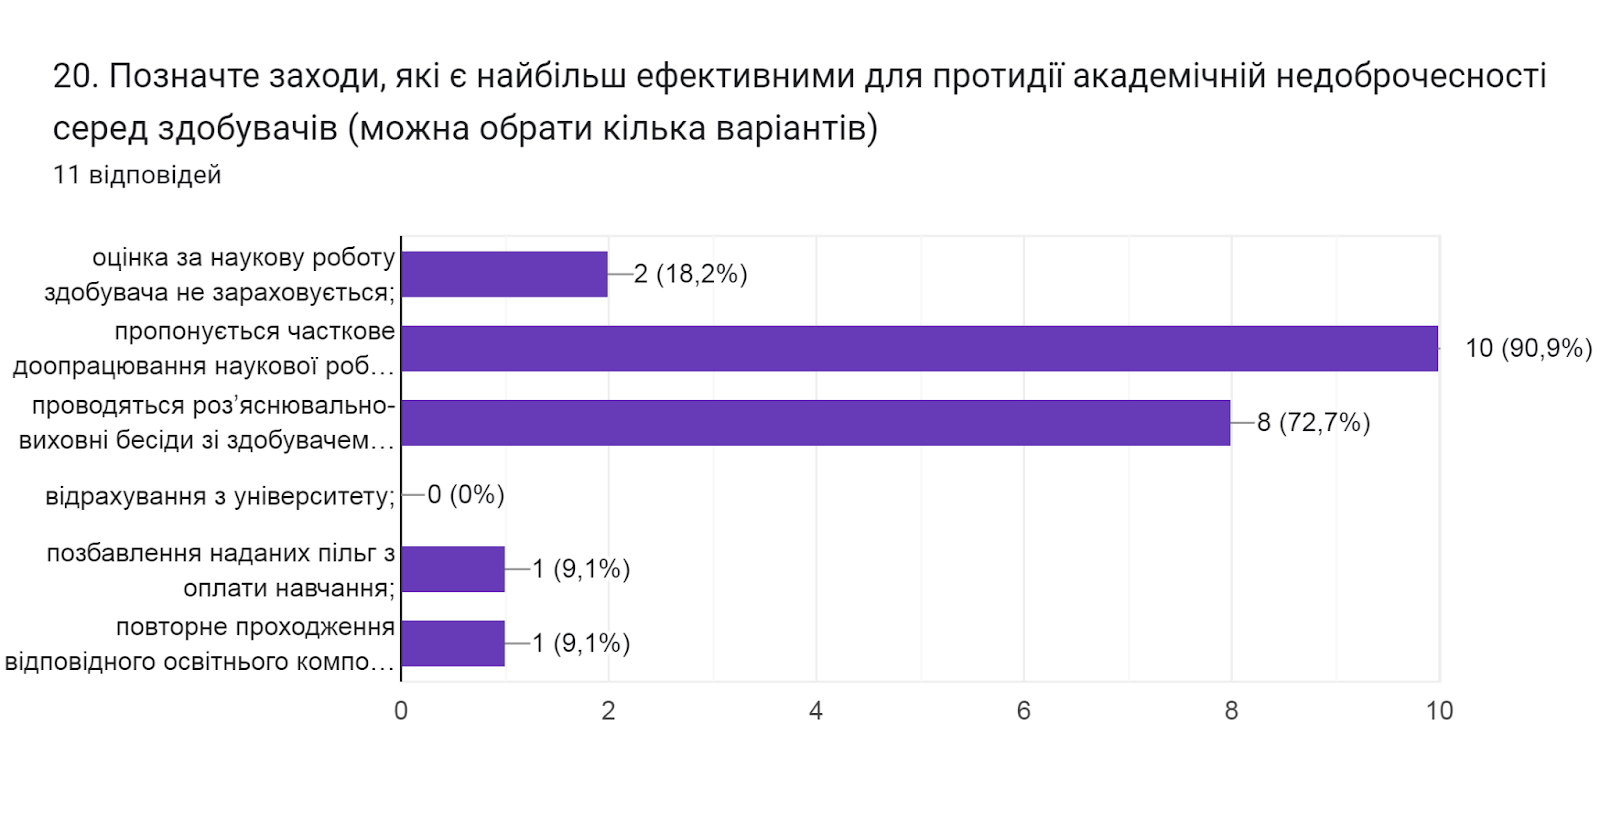 20. Позначте заходи, які є найбільш ефективними для протидії академічній недоброчесності
серед здобувачів (можна обрати кілька варіантів)
11 відповідей
оцінка за наукову роботу
здобувача не зараховується;
2 (18,2%)
пропонується часткове
доопрацювання наукової роб…
10 (90,9%)
проводяться роз’яснювально-
виховні бесіди зі здобувачем…
8 (72,7%)
відрахування з університету;
0 (0%)
позбавлення наданих пільг з
оплати навчання;
1 (9,1%)
повторне проходження
відповідного освітнього компо…
1 (9,1%)
0 2 4 6 8 10